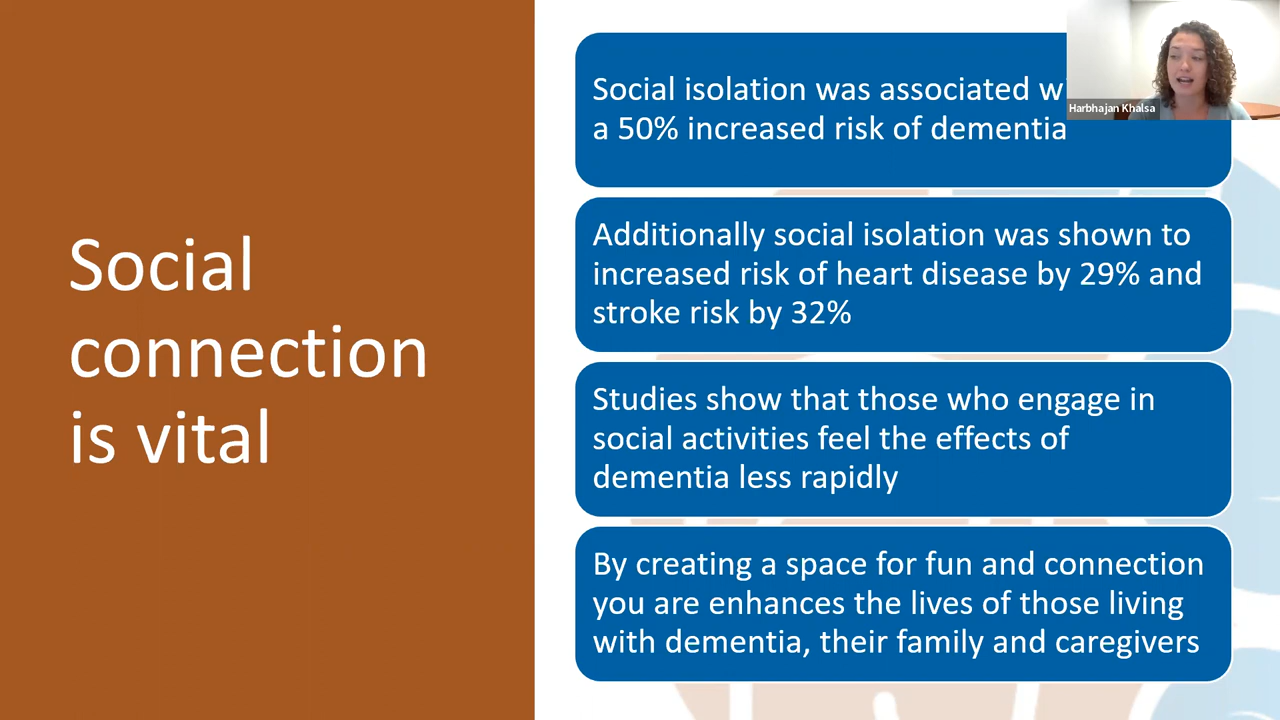 Social
connection
is vital
Social isolation was associated
a 50% increased risk of dementia
Additionally social isolation was shown to
increased risk of heart disease by 29% and
stroke risk by 32%
Studies show that those who engage in
social activities feel the effects of
dementia less rapidly
By creating a space for fun and connection
you are enhances the lives of those living
with dementia, their family and caregivers
Harbhajan Khalsa